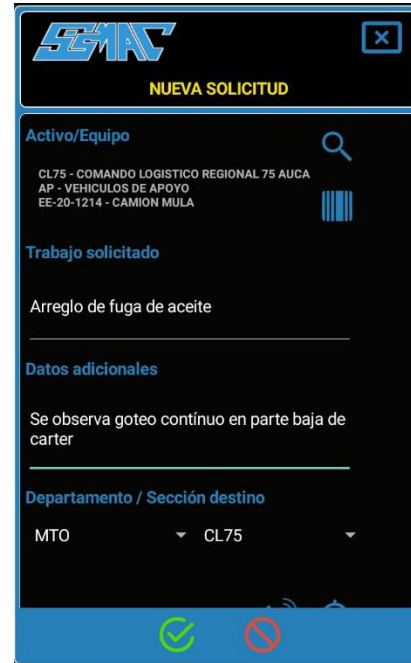 SIGMAC
NUEVA SOLICITUD
Activo/Equipo
CL75 - COMANDO LOGISTICO REGIONAL 75 AUCA
AP - VEHICULOS DE APOYO
EE-20-1214 - CAMION MULA
Trabajo solicitado
Arreglo de fuga de aceite
Datos adicionales
Se observa goteo contínuo en parte baja de
carter
Departamento / Sección destino
MTO CL75